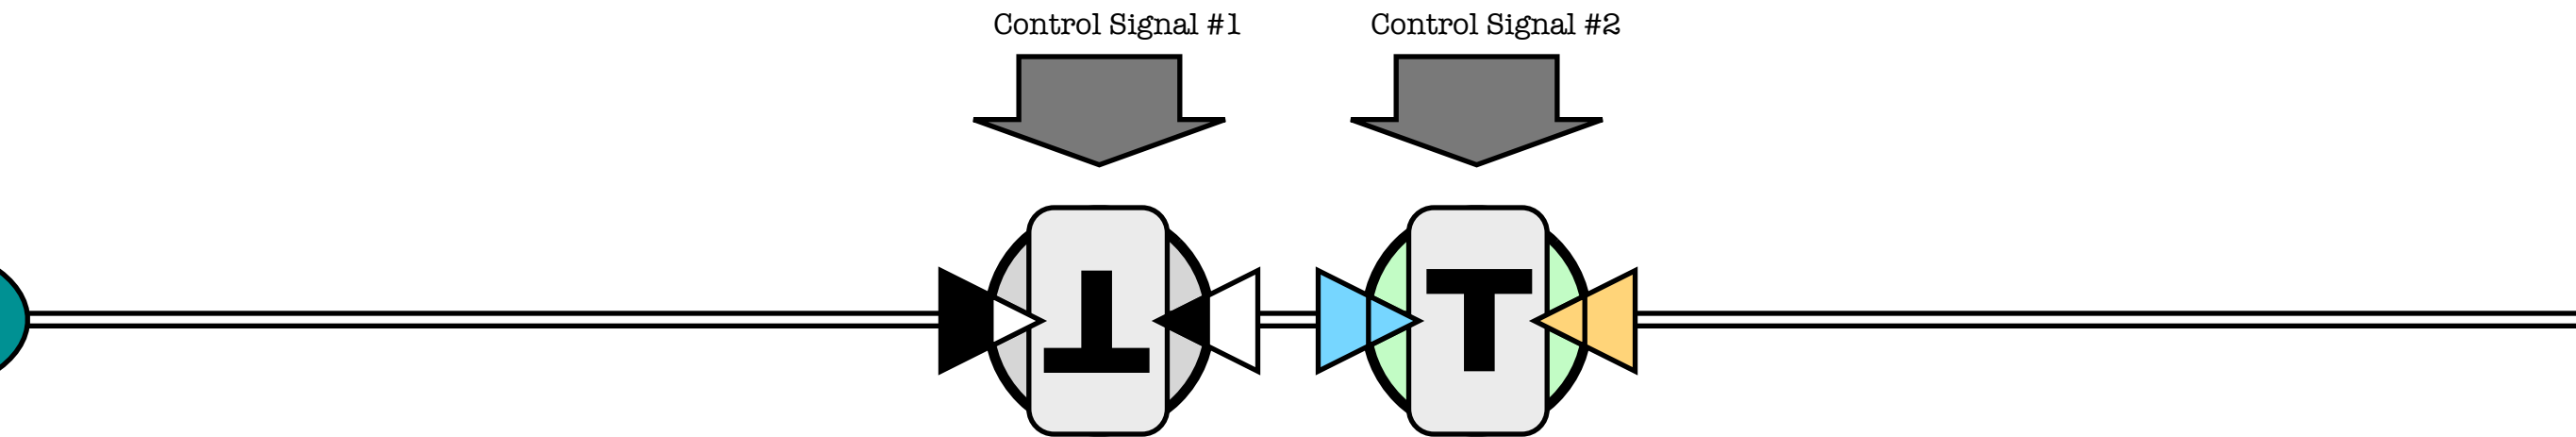 Control Signal #1
Control Signal #2
⊥
T